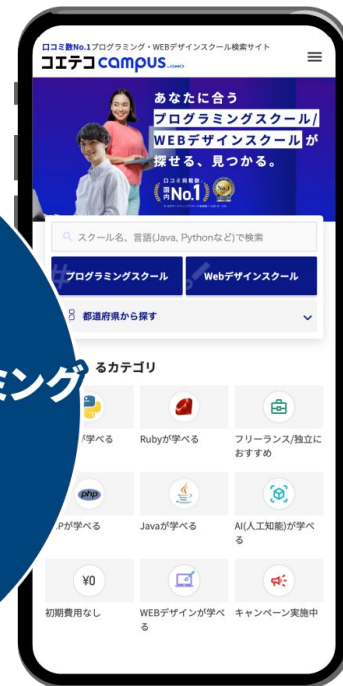 口コミ数No.1プログラミング・WEBデザインスクール検索サイト
コエテコcampus
あなたに合う
プログラミングスクール/
WEBデザインスクールが
探せる、見つかる。
口コミ掲載数
国内No.1
スクール名、言語(Java, Pythonなど)で検索
プログラミングスクール
Webデザインスクール
都道府県から探す
ミング
るカテゴリ
が学べる
Rubyが学べる
フリーランス/独立に
おすすめ
php
Pが学べる
Javaが学べる
AI(人工知能)が学べ
る
¥0
初期費用なし
WEBデザインが学べ
る
キャンペーン実施中